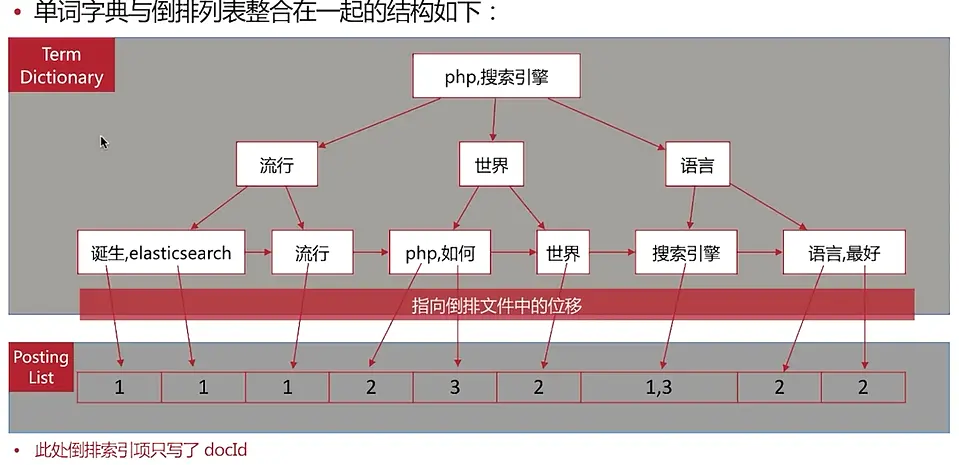 • 单词字典与倒排列表整合在一起的结构如下：
Term
Dictionary
php,搜索引擎
流行
世界
语言
诞生,elasticsearch
流行
php,如何
世界
搜索引擎
语言,最好
指向倒排文件中的位移
Posting
List
1
1
1
2
3
2
1,3
2
2
• 此处倒排索引项只写了 docId